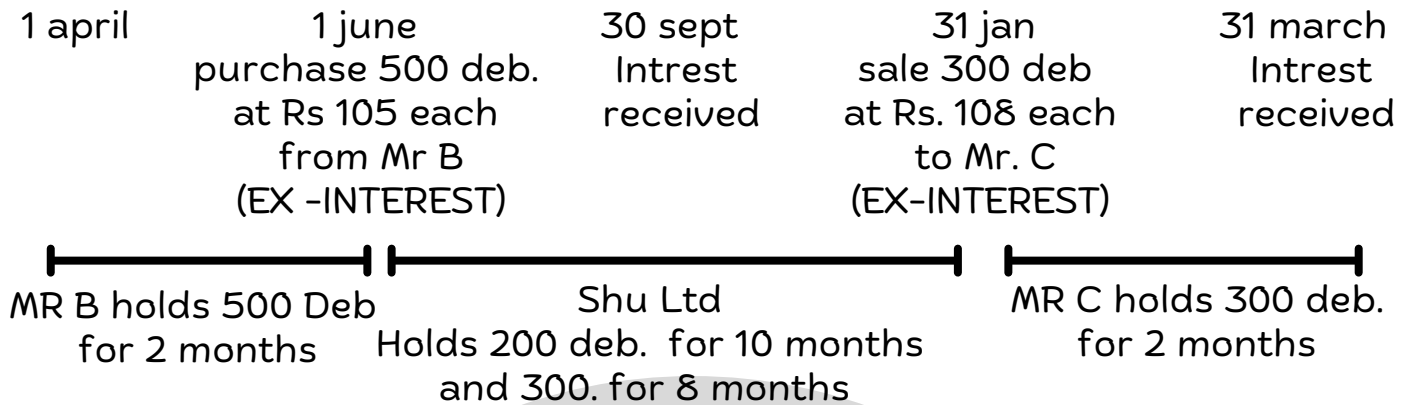 1 april
1 june
purchase 500 deb.
at Rs 105 each
from Mr B
(EX -INTEREST)
30 sept
Intrest
received
31 jan
sale 300 deb
at Rs. 108 each
to Mr. C
(EX-INTEREST)
31 march
Intrest
received
MR B holds 500 Deb
for 2 months
Shu Ltd
Holds 200 deb. for 10 months
and 300. for 8 months
MR C holds 300 deb.
for 2 months